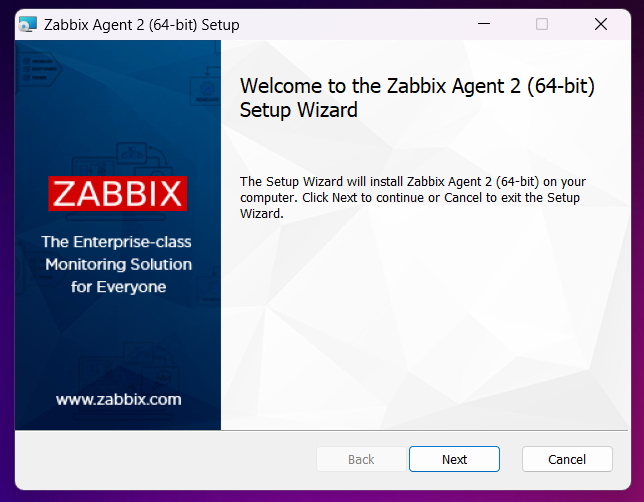 Zabbix Agent 2 (64-bit) Setup
Welcome to the Zabbix Agent 2 (64-bit)
Setup Wizard
The Setup Wizard will install Zabbix Agent 2 (64-bit) on your
computer. Click Next to continue or Cancel to exit the Setup
Wizard.
ZABBIX
The Enterprise-class
Monitoring Solution
for Everyone
www.zabbix.com
Back
Next
Cancel